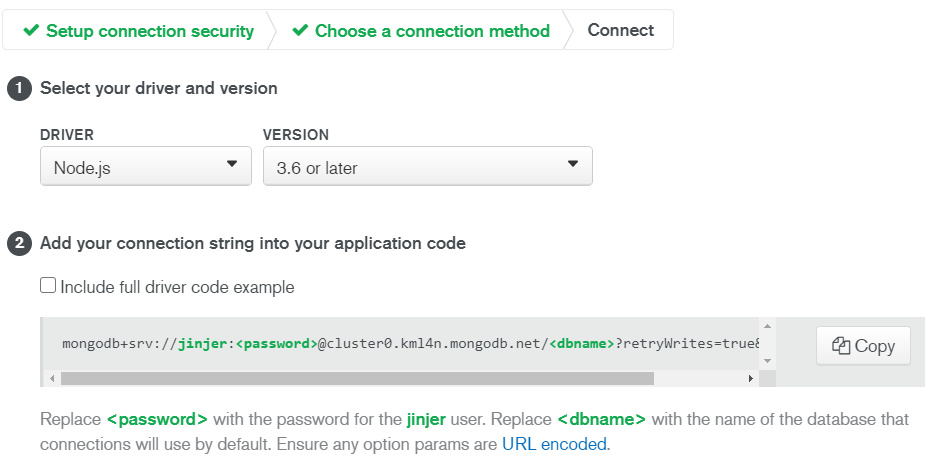 Setup connection security Choose a connection method Connect
1 Select your driver and version
DRIVER VERSION
Node.js 3.6 or later
2 Add your connection string into your application code
Include full driver code example
mongodb+srv://jinjer:<password>@cluster0.kml4n.mongodb.net/<dbname>?retryWrites=true&
Copy
Replace <password> with the password for the jinjer user. Replace <dbname> with the name of the database that
connections will use by default. Ensure any option params are URL encoded.